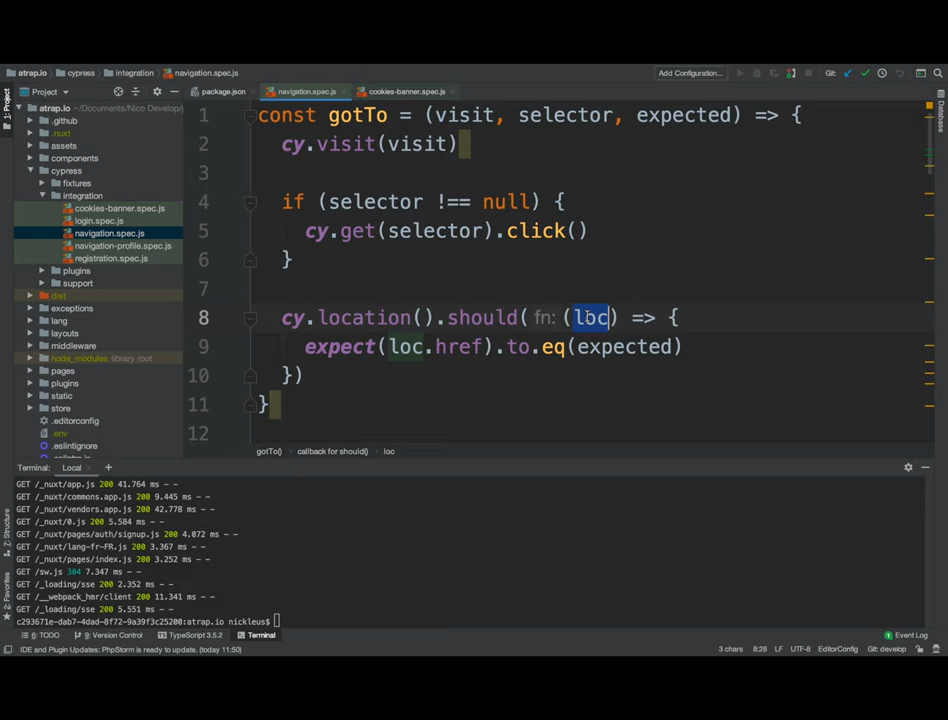 atrap.io
cypress
integration
navigation.spec.js
Add Configuration...
Git:
1: Project
Project
package.json
navigation.spec.js
cookies-banner.spec.js
Database
atrap.io ~/Documents/Nico Develop/
.github
.nuxt
assets
components
cypress
fixtures
integration
cookies-banner.spec.js
login.spec.js
navigation.spec.js
navigation-profile.spec.js
registration.spec.js
plugins
support
dist
exceptions
lang
layouts
middleware
node_modules library root
pages
plugins
static
store
.editorconfig
.env
.eslintignore
1 const gotTo = (visit, selector, expected) => {
2 cy.visit(visit)
3
4 if (selector !== null) {
5 cy.get(selector).click()
6 }
7
8 cy.location().should( fn: (loc) => {
9 expect(loc.href).to.eq(expected)
10 })
11 }
12
gotTo()
callback for should()
loc
Terminal:
Local
GET /_nuxt/app.js 200 41.764 ms - -
GET /_nuxt/commons.app.js 200 9.445 ms - -
GET /_nuxt/vendors.app.js 200 42.778 ms - -
GET /_nuxt/0.js 200 5.584 ms - -
GET /_nuxt/pages/auth/signup.js 200 4.072 ms - -
GET /_nuxt/lang-fr-FR.js 200 3.367 ms - -
GET /_nuxt/pages/index.js 200 3.252 ms - -
GET /sw.js 304 7.347 ms - -
GET /_loading/sse 200 2.352 ms - -
GET /__webpack_hmr/client 200 11.341 ms - -
GET /_loading/sse 200 5.551 ms - -
c293671e-dab7-4dad-8f72-9a39f3c25200:atrap.io nickleus$
Z: Structure
2: Favorites
6: TODO
9: Version Control
TypeScript 3.5.2
Terminal
1 Event Log
IDE and Plugin Updates: PhpStorm is ready to update. (today 11:50)
3 chars
8:28
LF
UTF-8
EditorConfig
Git: develop